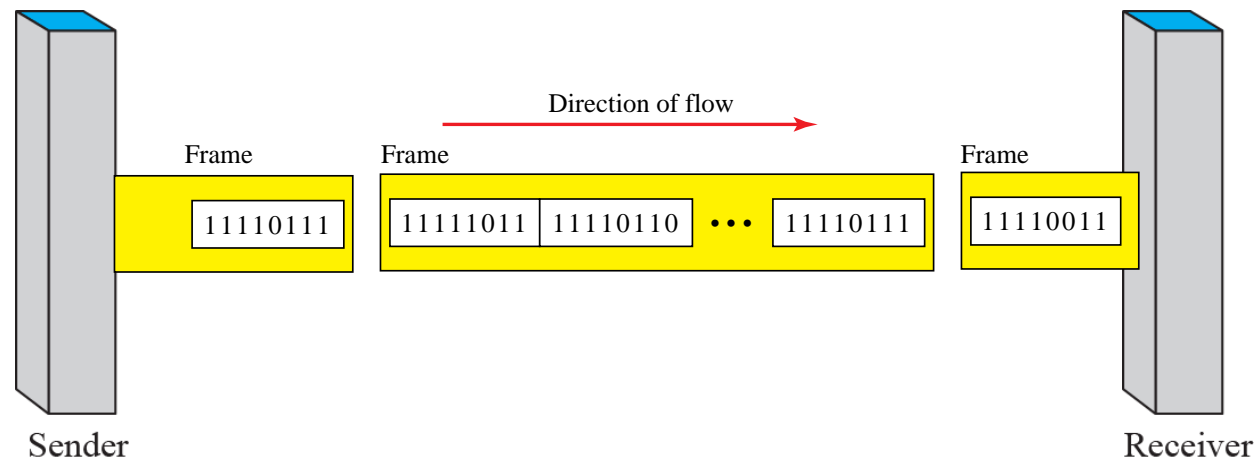 Direction of flow
Frame
Frame
Frame
11110111
11111011
11110110
•••
11110111
11110011
Sender
Receiver